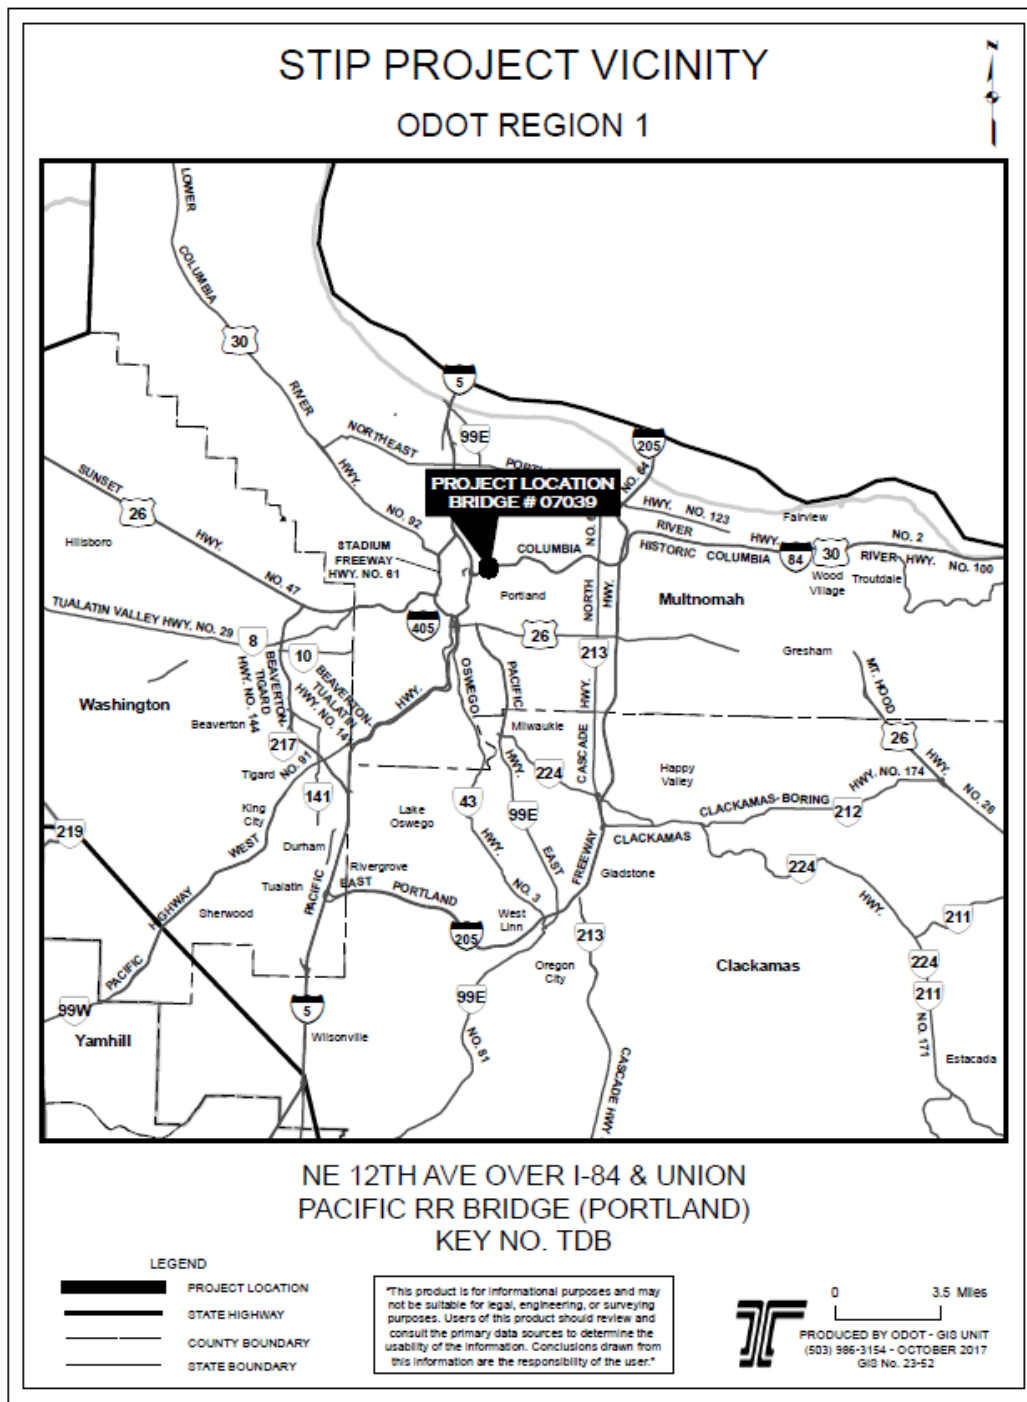 STIP PROJECT VICINITY
ODOT REGION 1
N
LOWER
COLUMBIA
30
RIVER
HWY.
NO. 92
5
99E
205
NORTHEAST
NO. 64
PROJECT LOCATION
BRIDGE # 07039
HWY. NO. 123
Fairview
SUNSET
26
HWY.
NO. 47
Hillsboro
STADIUM
FREEWAY
HWY. NO. 61
COLUMBIA
RIVER
HWY.
84
30
NO. 2
HISTORIC COLUMBIA
RIVER HWY. NO. 100
Wood
Village
Troutdale
Portland
Multnomah
TUALATIN VALLEY HWY. NO. 29
8
10
405
26
213
NORTH
HWY.
Gresham
BEAVERTON-
TIGARD
HWY. NO. 144
BEAVERTON-
TUALATIN
HWY. NO. 141
HWY.
OSWEGO
PACIFIC
HWY.
Washington
Beaverton
217
NO. 91
Tigard
Milwaukie
CASCADE HWY.
MT. HOOD
26
HWY.
NO. 26
224
Happy
Valley
HWY. NO. 174
CLACKAMAS-BORING
212
141
King
City
Lake
Oswego
43
99E
219
WEST
Durham
HWY.
EAST
CLACKAMAS
224
Rivergrove
Tualatin
PACIFIC
EAST PORTLAND
FREEWAY
Gladstone
HWY.
NO. 3
HIGHWAY
Sherwood
West
Linn
205
213
211
Oregon
City
Clackamas
224
211
PACIFIC
99W
5
99E
Yamhill
Wilsonville
NO. 81
CASCADE HWY
NO. 171
Estacada
NE 12TH AVE OVER I-84 & UNION
PACIFIC RR BRIDGE (PORTLAND)
KEY NO. TDB
LEGEND
PROJECT LOCATION
STATE HIGHWAY
COUNTY BOUNDARY
STATE BOUNDARY
"This product is for informational purposes and may
not be suitable for legal, engineering, or surveying
purposes. Users of this product should review and
consult the primary data sources to determine the
usability of the information. Conclusions drawn from
this information are the responsibility of the user."
0 3.5 Miles
PRODUCED BY ODOT - GIS UNIT
(503) 986-3154 - OCTOBER 2017
GIS No. 23-52